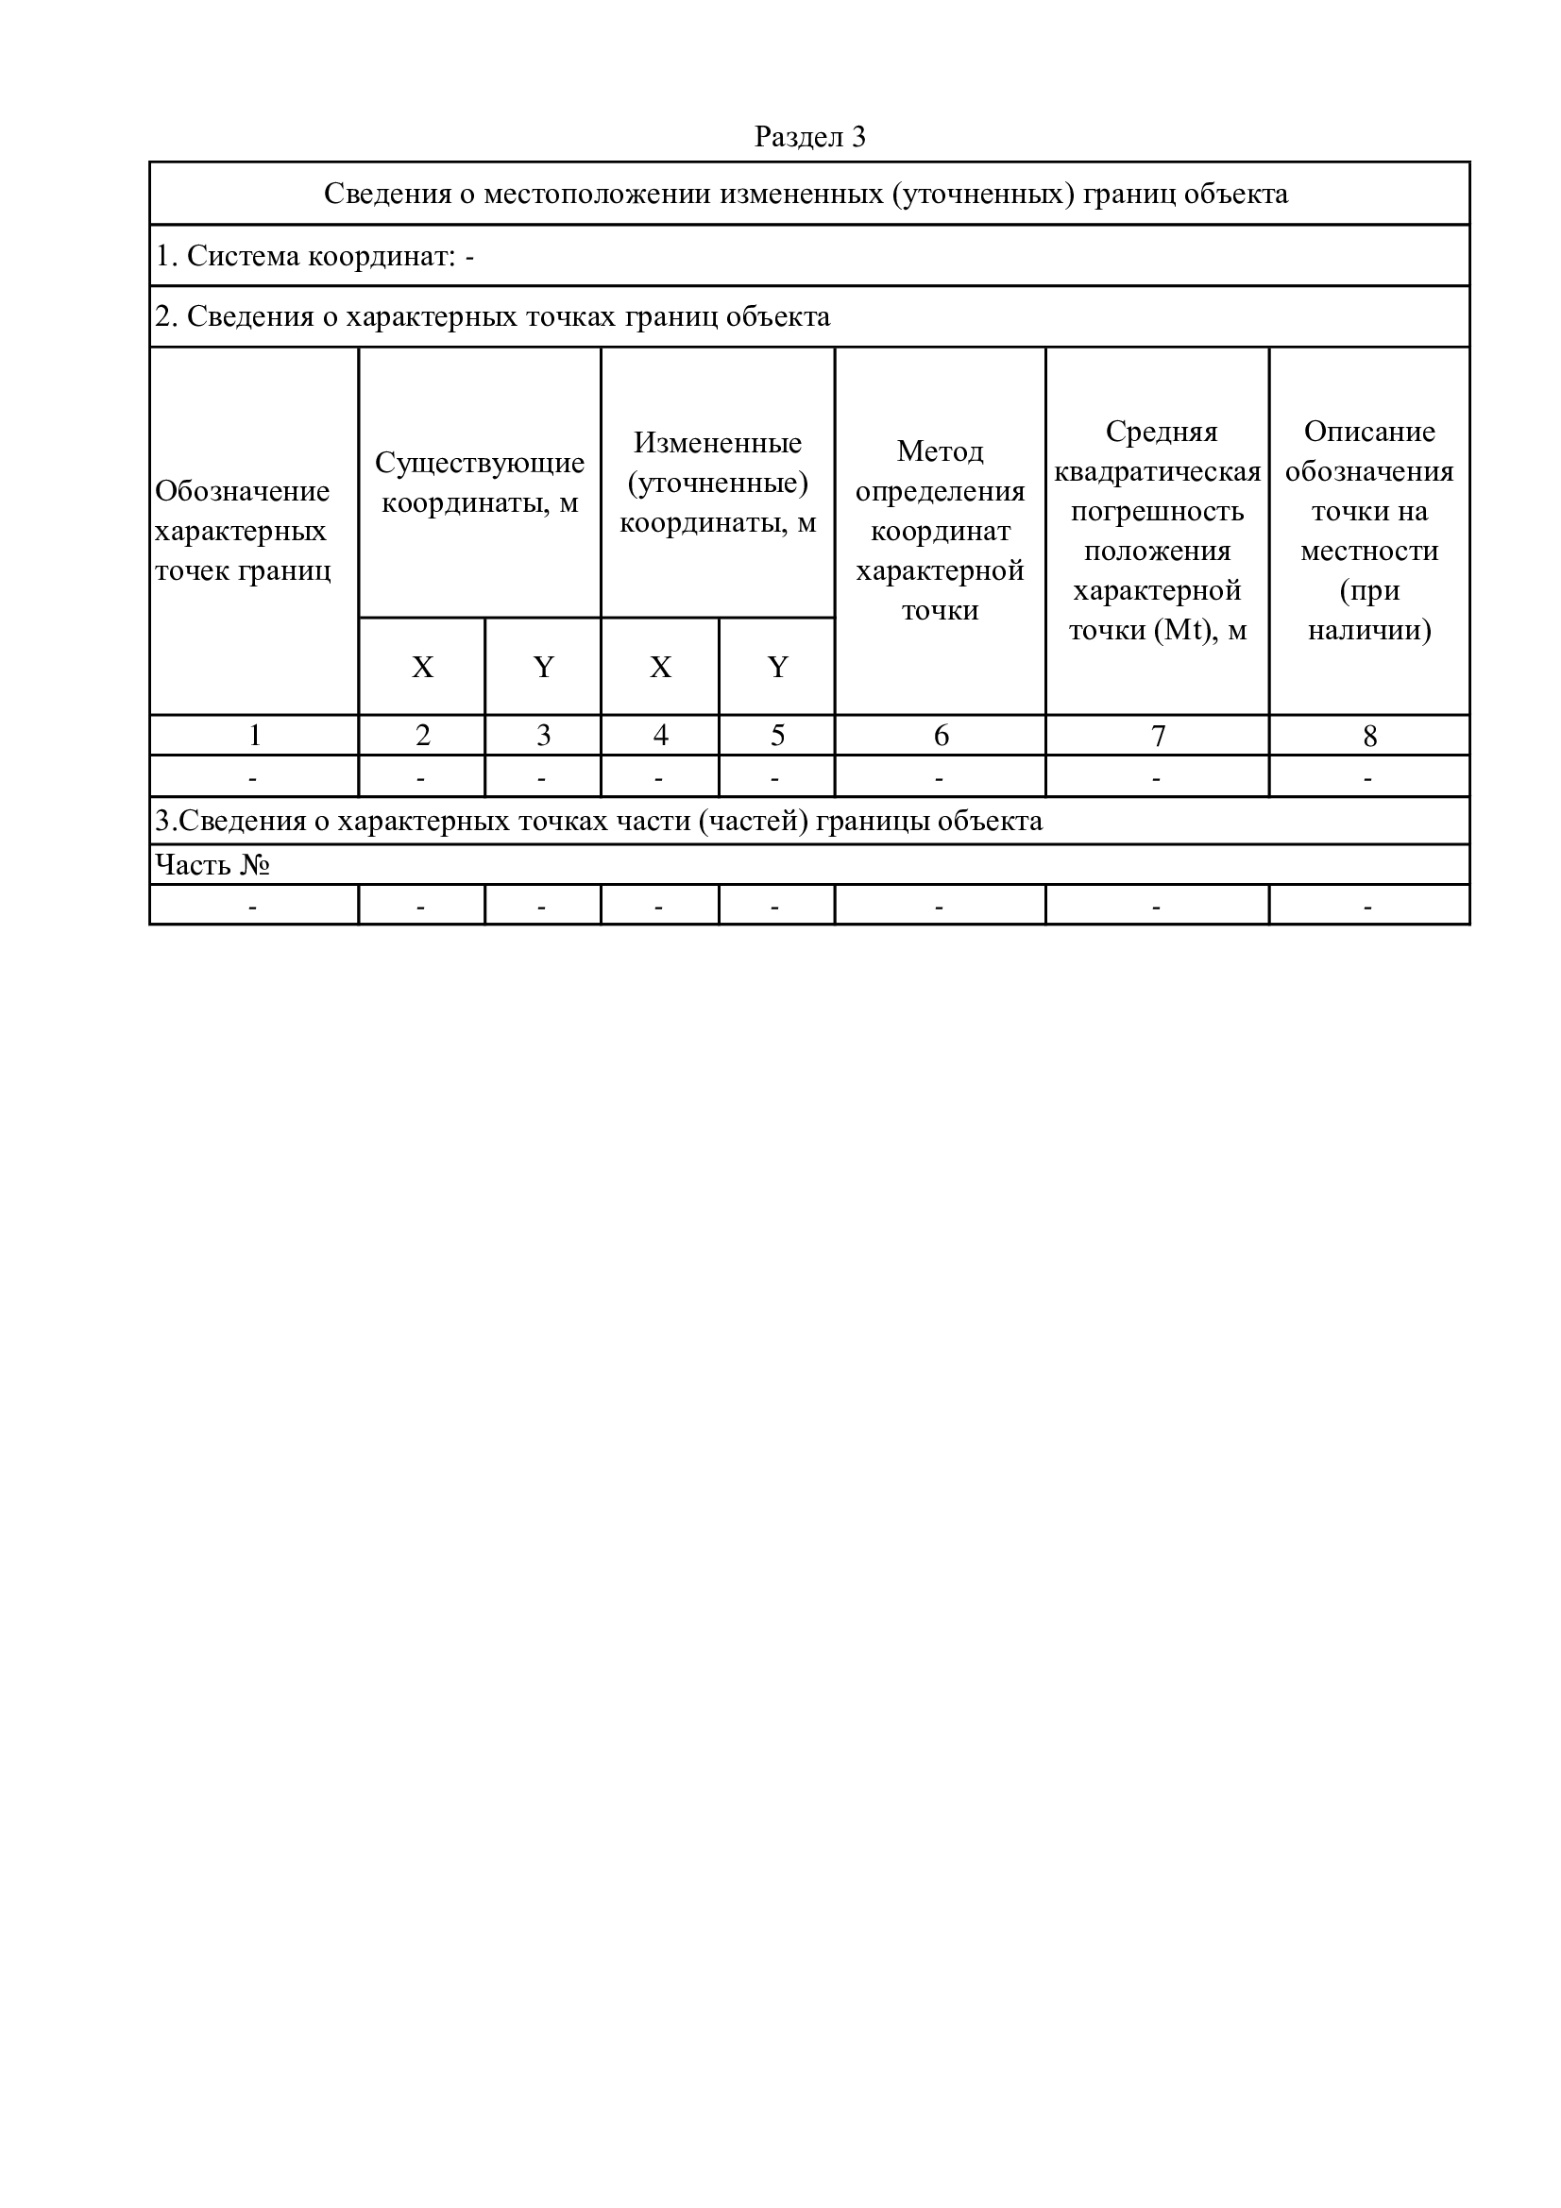 Раздел 3
Сведения о местоположении измененных (уточненных) границ объекта
1. Система координат: -
2. Сведения о характерных точках границ объекта
Обозначение
характерных
точек границ
Существующие
координаты, м
Измененные
(уточненные)
координаты, м
Метод
определения
координат
характерной
точки
Средняя
квадратическая
погрешность
положения
характерной
точки (Mt), м
Описание
обозначения
точки на
местности
(при
наличии)
X Y X Y
1 2 3 4 5 6 7 8
- - - - - - - -
3.Сведения о характерных точках части (частей) границы объекта
Часть №
- - - - - - - -